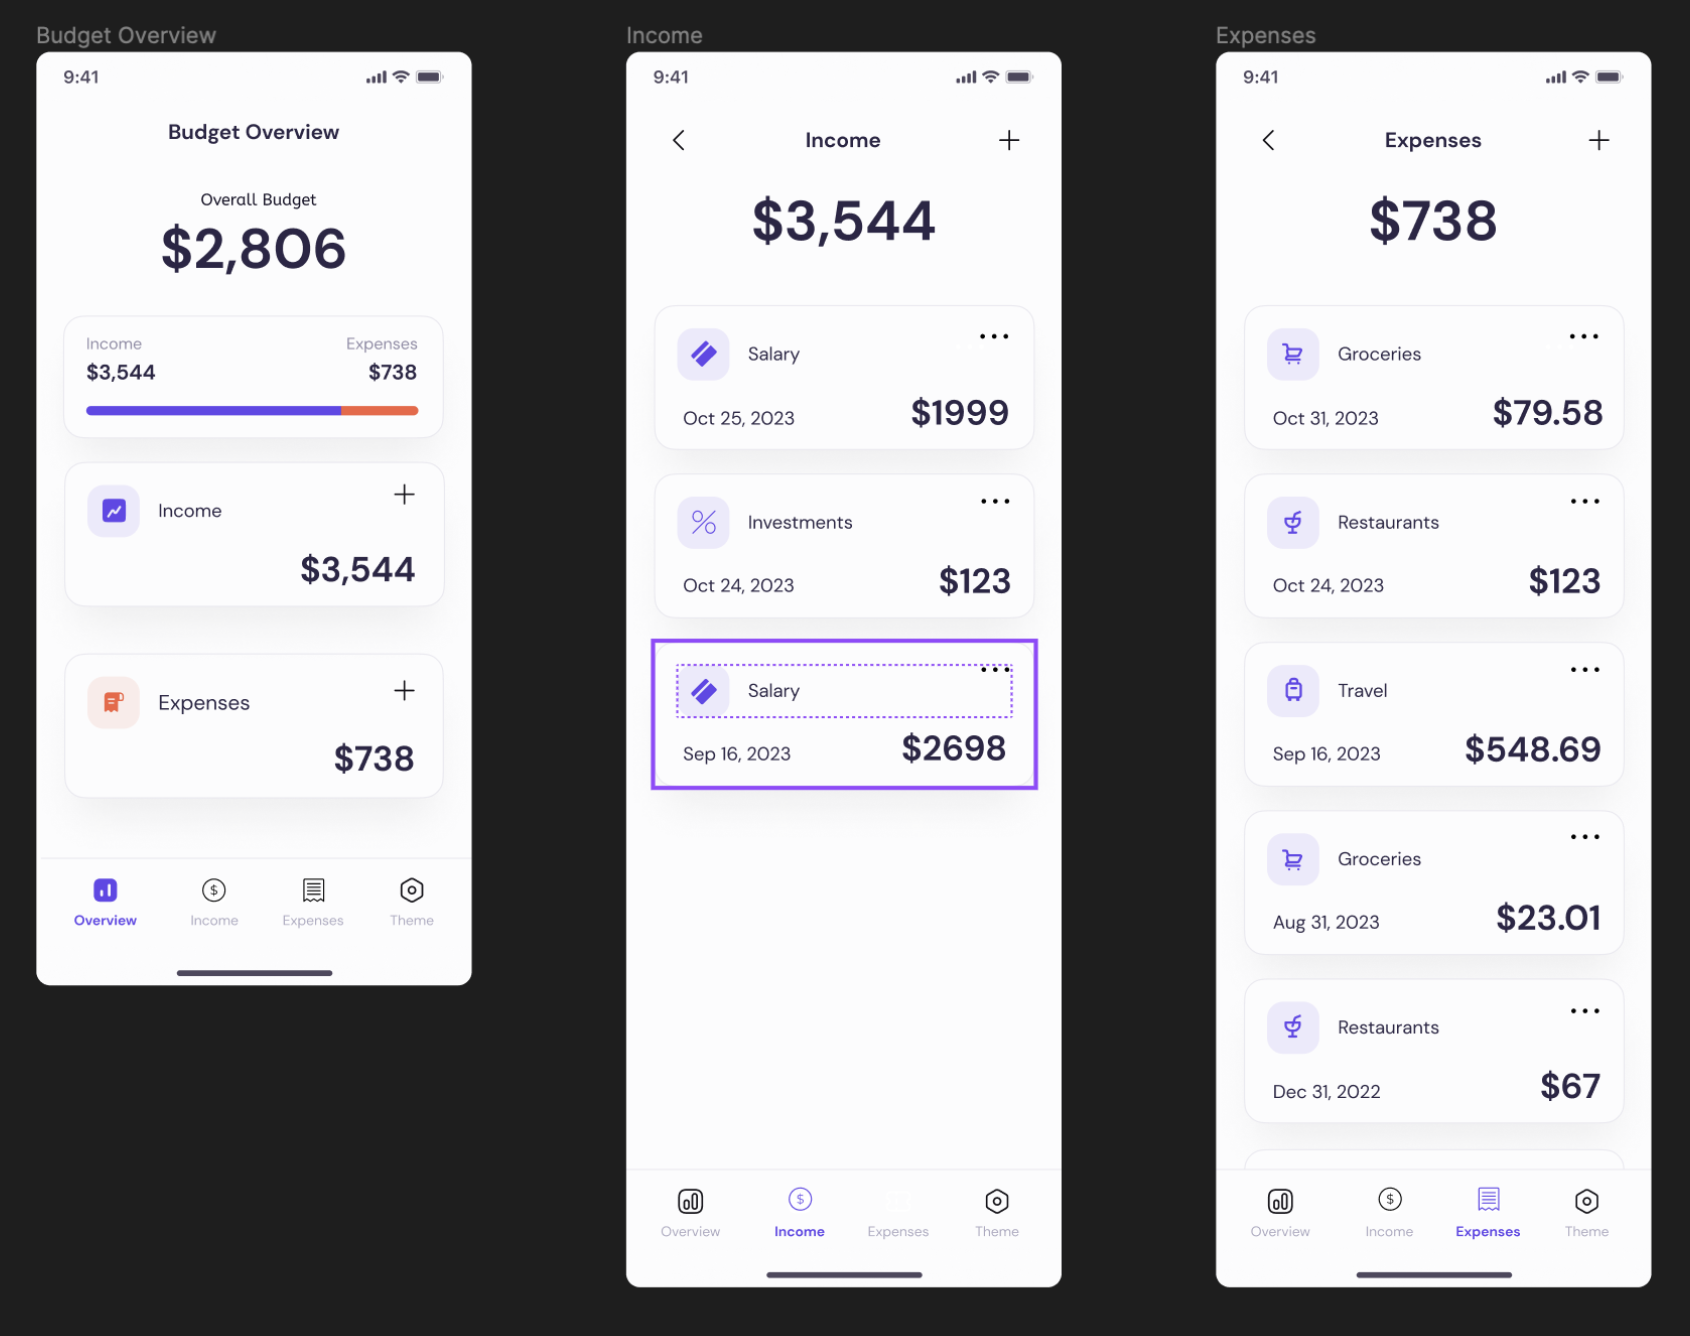 Budget Overview
9:41
Budget Overview
Overall Budget
$2,806
Income Expenses
$3,544 $738
Income
$3,544
Expenses
$738
Overview Income Expenses Theme
Income
9:41
Income
$3,544
Salary
Oct 25, 2023 $1999
Investments
Oct 24, 2023 $123
Salary
Sep 16, 2023 $2698
Overview Income Expenses Theme
Expenses
9:41
Expenses
$738
Groceries
Oct 31, 2023 $79.58
Restaurants
Oct 24, 2023 $123
Travel
Sep 16, 2023 $548.69
Groceries
Aug 31, 2023 $23.01
Restaurants
Dec 31, 2022 $67
Overview Income Expenses Theme